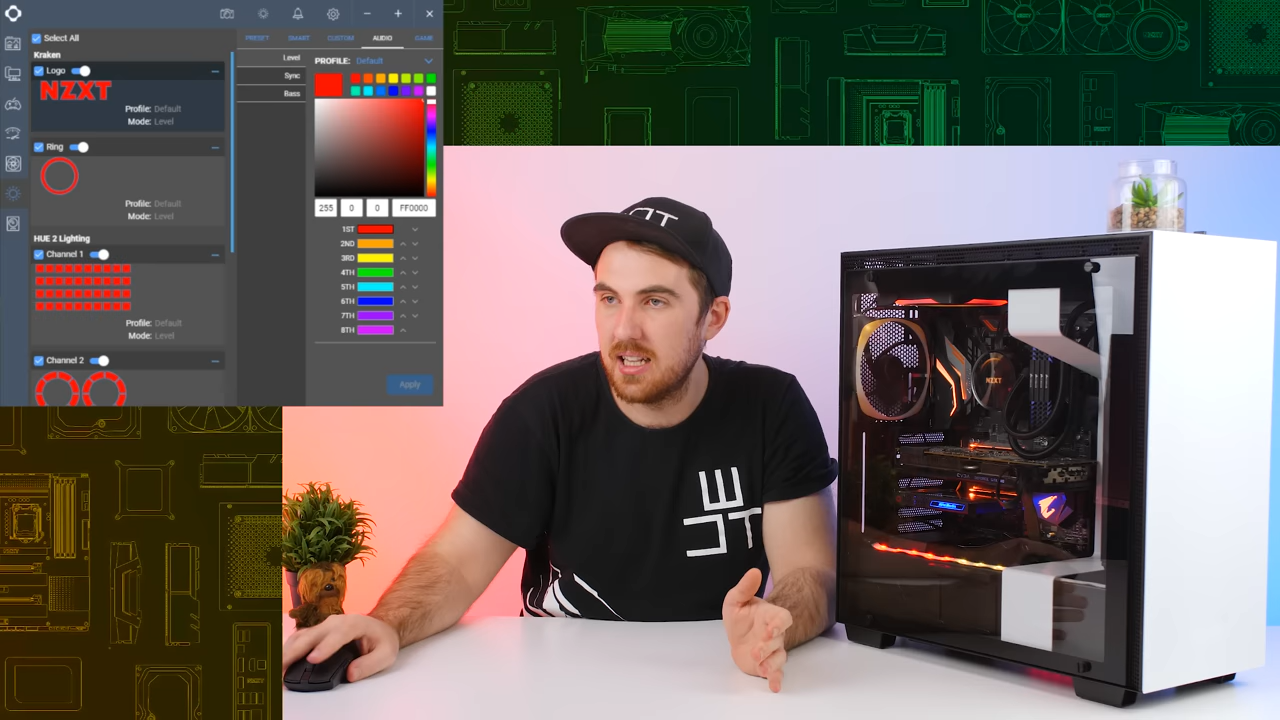 Select All
Kraken
Logo
NZXT
Profile: Default
Mode: Level
Ring
Profile: Default
Mode: Level
HUE 2 Lighting
Channel 1
Profile: Default
Mode: Level
Channel 2
PRESET SMART CUSTOM AUDIO GAME
Level
Sync
Bass
PROFILE: Default
255 0 0 FF0000
1ST
2ND
3RD
4TH
5TH
6TH
7TH
8TH
Apply
NZXT